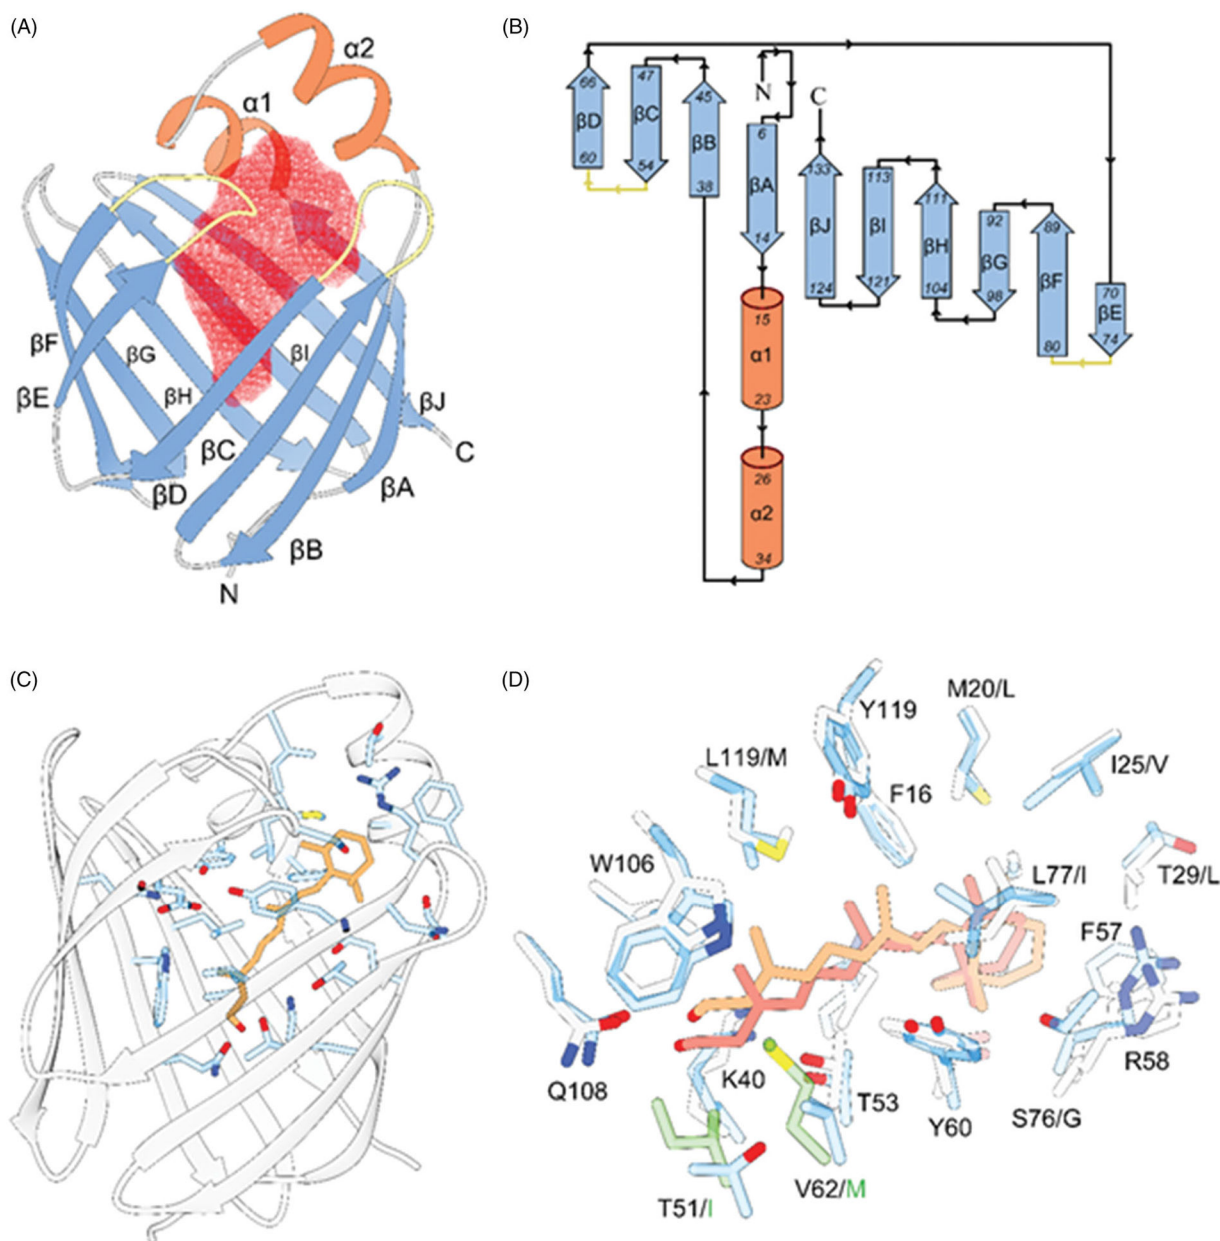 (A)
α2
α1
βF
βG
βE
βH
βI
βJ
βC
C
βD
βA
βB
N
(B)
66
βD
60
47
βC
54
45
βB
38
N
6
βA
14
C
133
βJ
124
113
βI
121
111
βH
104
92
βG
98
89
βF
80
70
βE
74
15
α1
23
26
α2
34
(C)
(D)
Y119
M20/L
L119/M
I25/V
F16
W106
L77/I
T29/L
F57
Q108
K40
T53
Y60
R58
S76/G
V62/M
T51/I